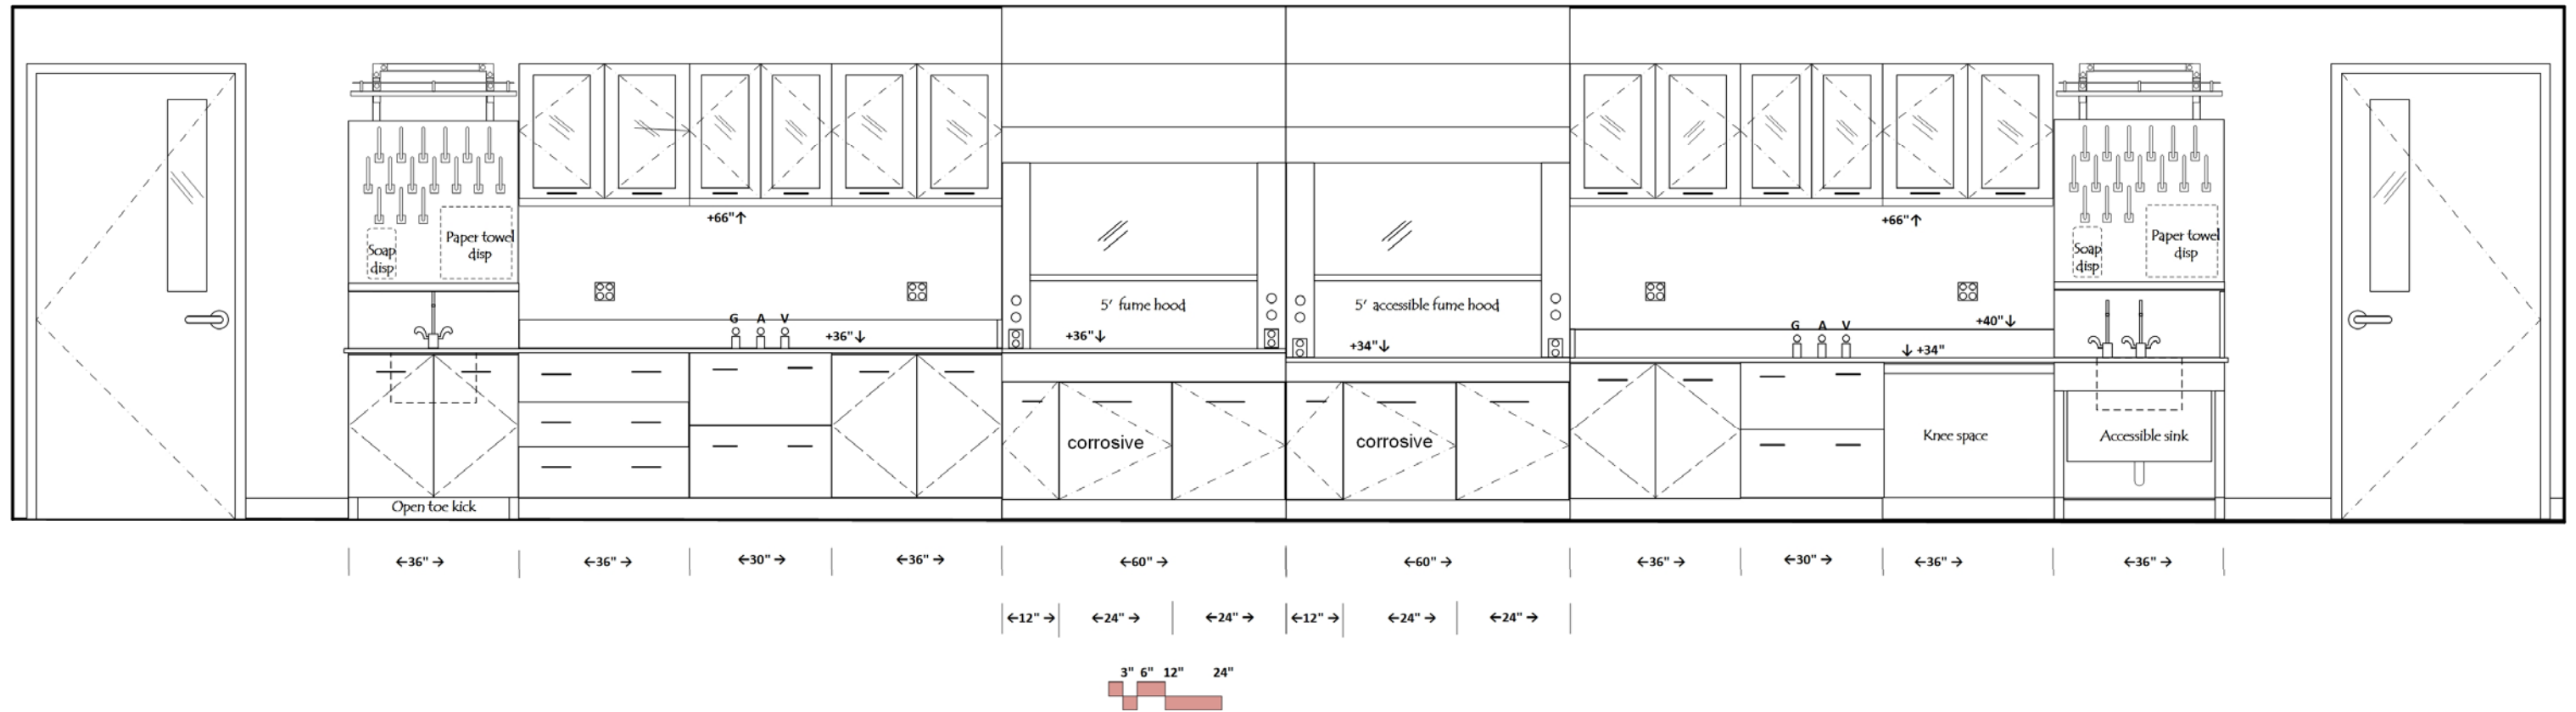 +66"↑
+66"↑
Soap
disp
Paper towel
disp
Soap
disp
Paper towel
disp
5' fume hood
5' accessible fume hood
G A V
+36"↓
+36"↓
+34"↓
G A V
+40"↓
↓+34"
corrosive
corrosive
Knee space
Accessible sink
Open toe kick
←36"→ ←36"→ ←30"→ ←36"→ ←60"→ ←60"→ ←36"→ ←30"→ ←36"→ ←36"→
←12"→ ←24"→ ←24"→ ←12"→ ←24"→ ←24"→
3" 6" 12" 24"